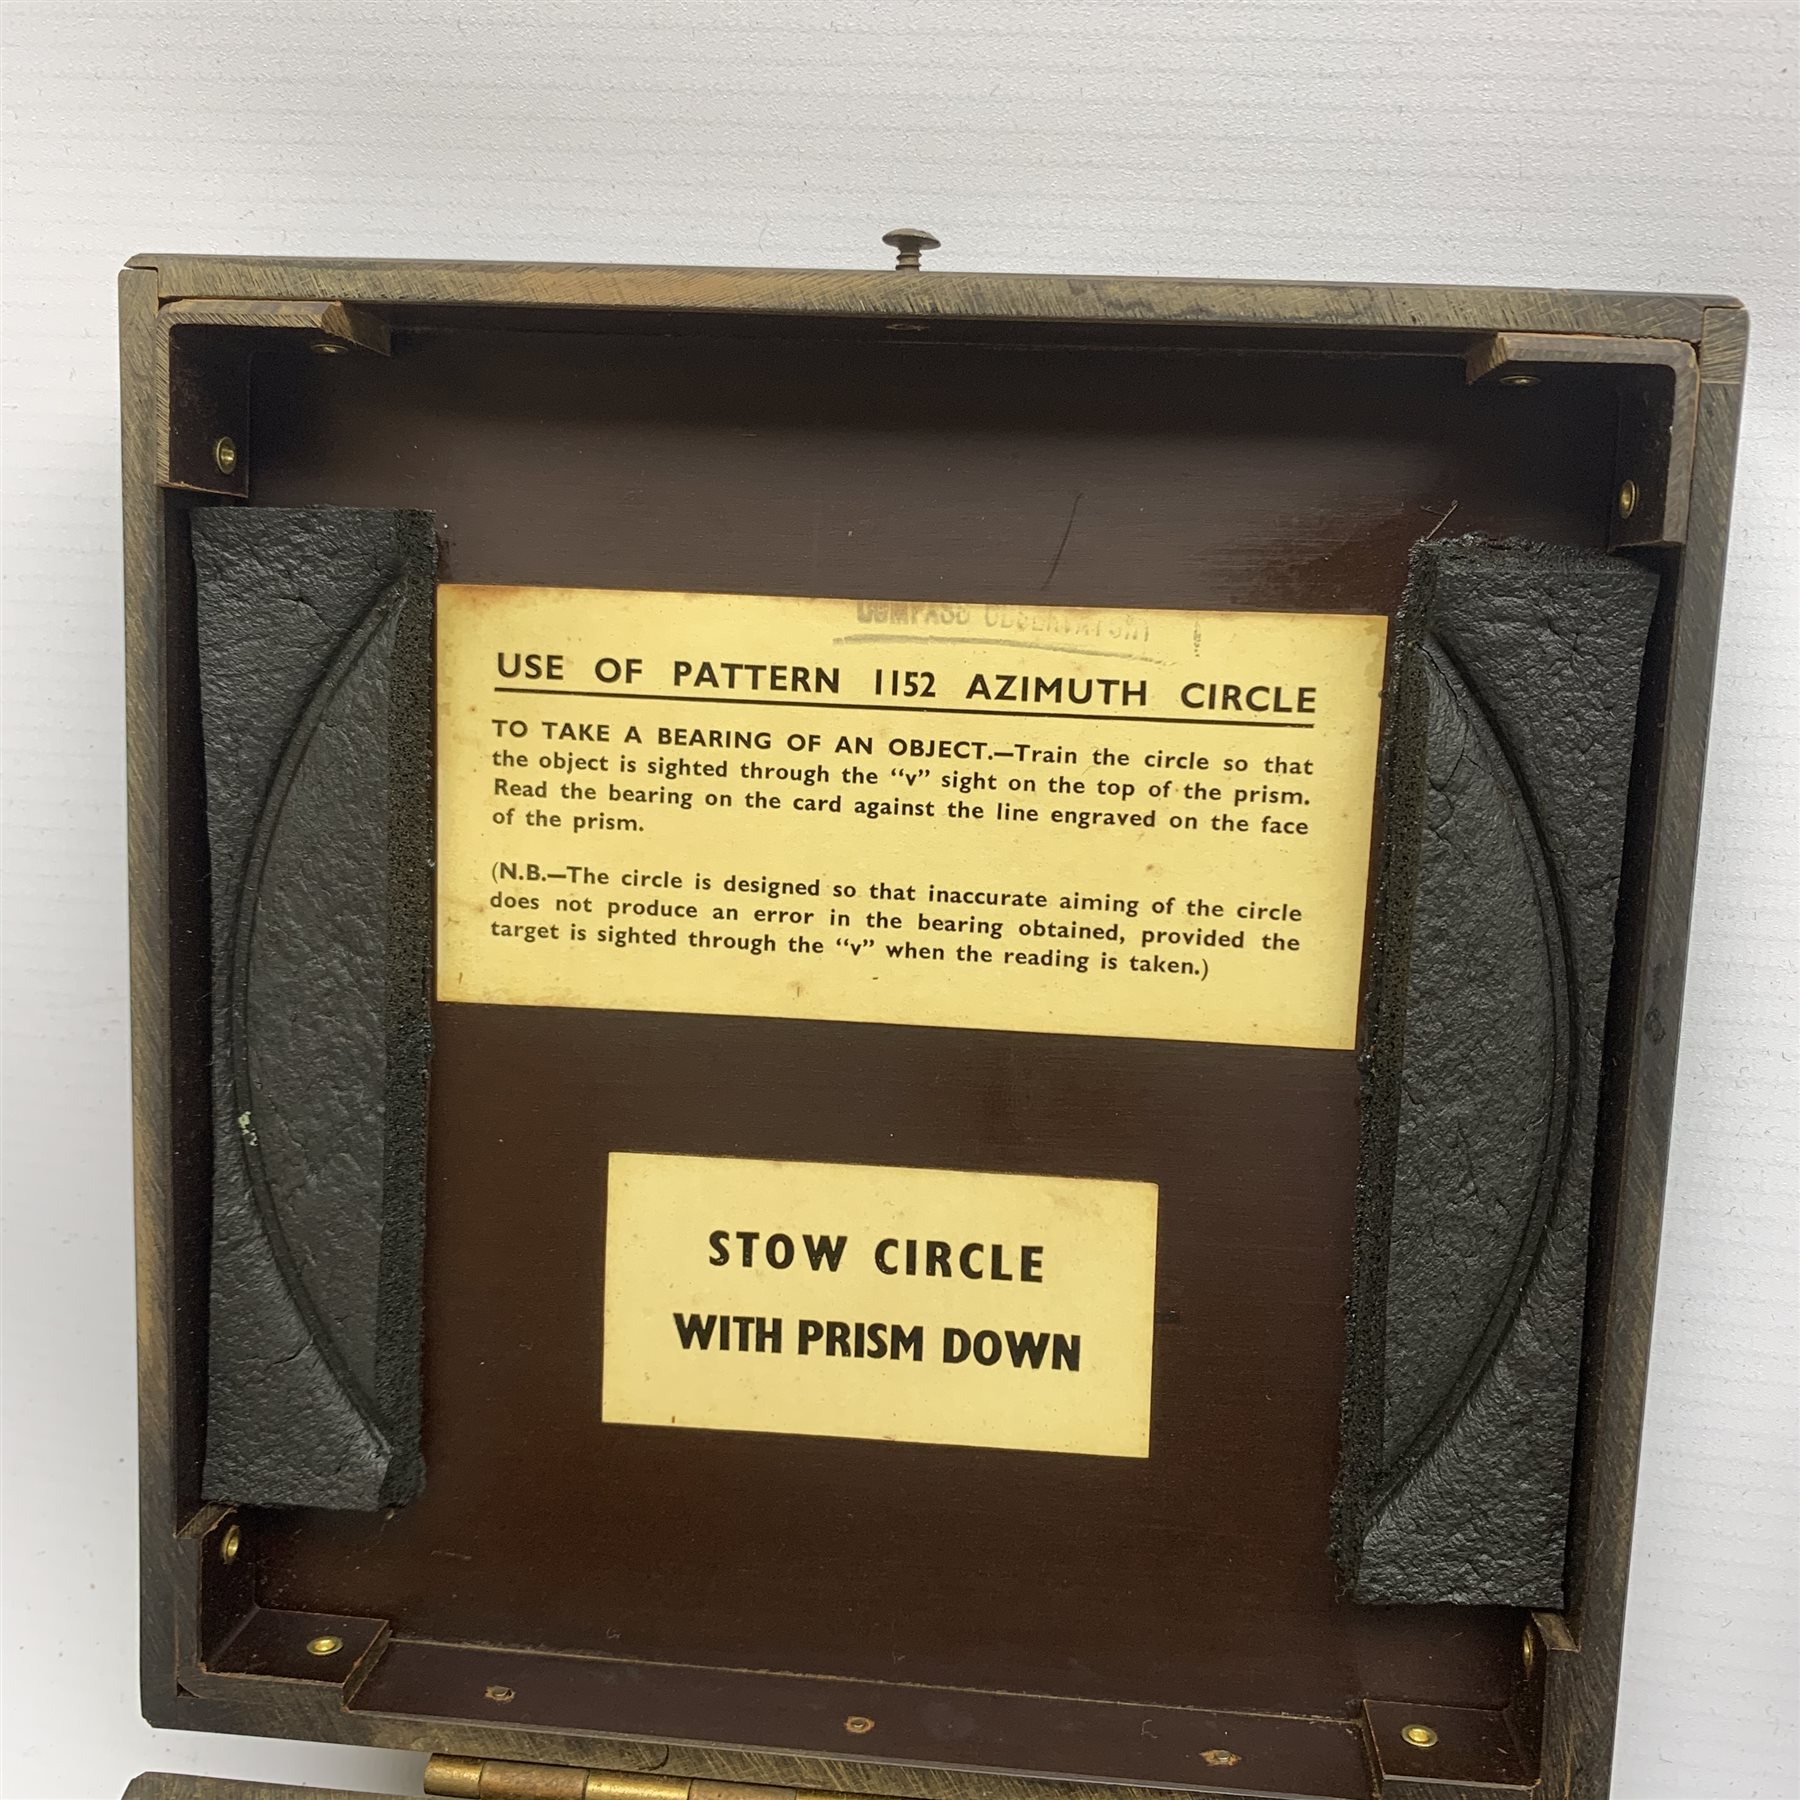 COMPASS OBSERVATORY
USE OF PATTERN 1152 AZIMUTH CIRCLE
TO TAKE A BEARING OF AN OBJECT.—Train the circle so that
the object is sighted through the “v” sight on the top of the prism.
Read the bearing on the card against the line engraved on the face
of the prism.
(N.B.—The circle is designed so that inaccurate aiming of the circle
does not produce an error in the bearing obtained, provided the
target is sighted through the “v” when the reading is taken.)
STOW CIRCLE
WITH PRISM DOWN